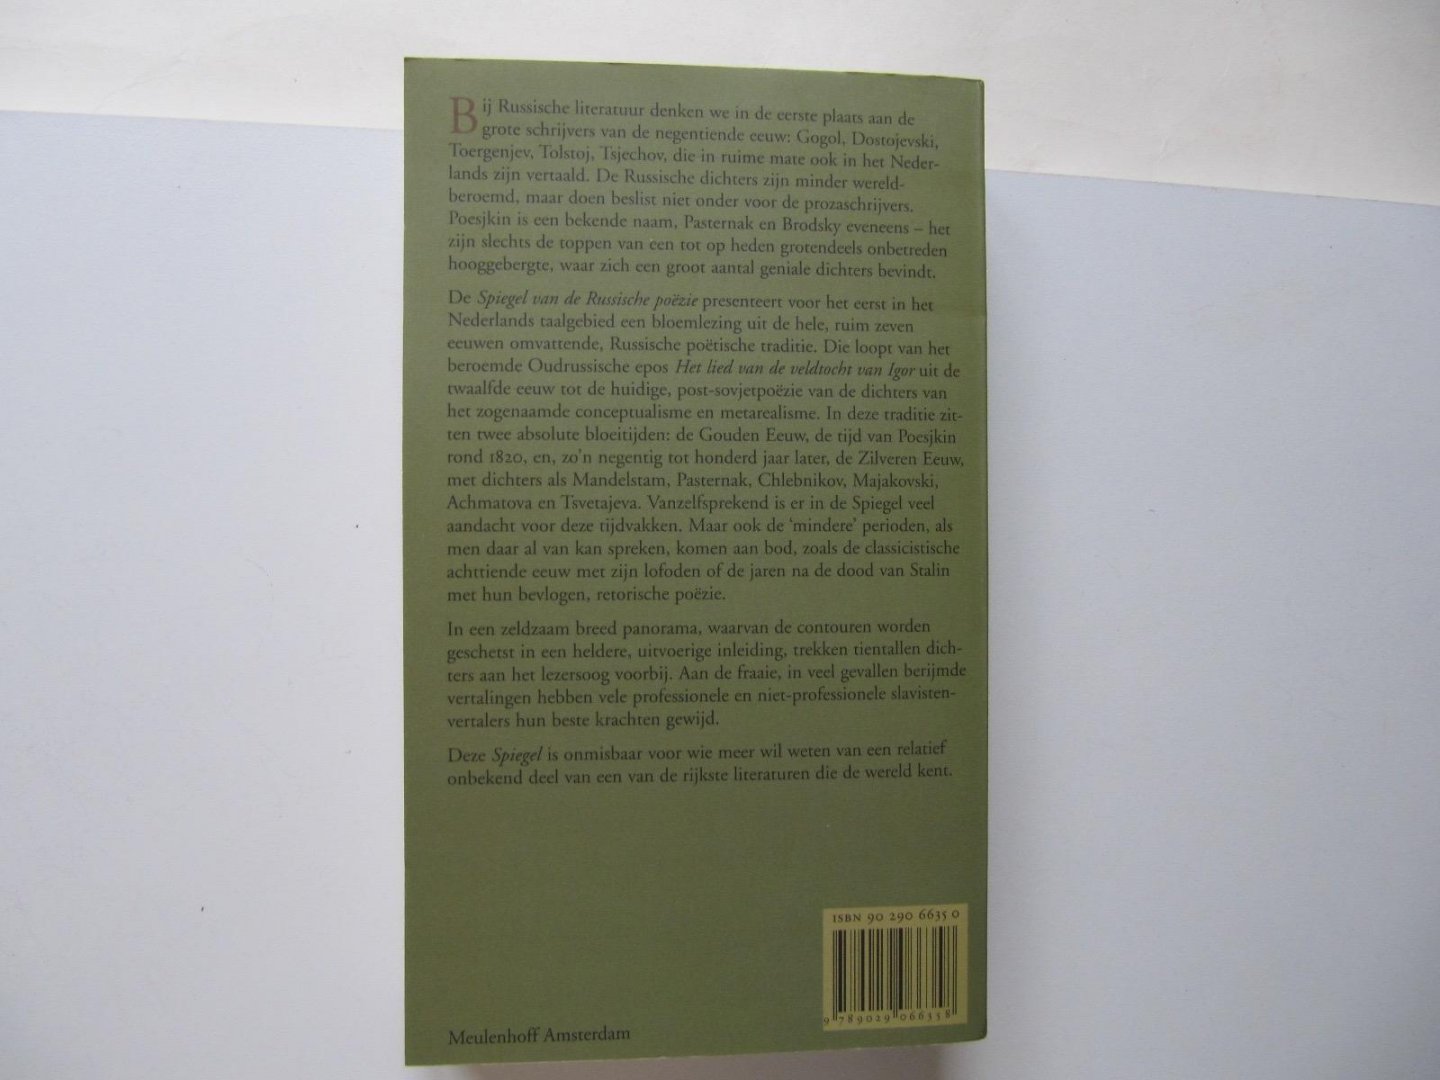 Bij Russische literatuur denken we in de eerste plaats aan de
grote schrijvers van de negentiende eeuw: Gogol, Dostojevski,
Toergenjev, Tolstoj, Tsjechov, die in ruime mate ook in het Neder-
lands zijn vertaald. De Russische dichters zijn minder wereld-
beroemd, maar doen beslist niet onder voor de prozaschrijvers.
Poesjkin is een bekende naam, Pasternak en Brodsky eveneens – het
zijn slechts de toppen van een tot op heden grotendeels onbetreden
hooggebergte, waar zich een groot aantal geniale dichters bevindt.
De Spiegel van de Russische poëzie presenteert voor het eerst in het
Nederlands taalgebied een bloemlezing uit de hele, ruim zeven
eeuwen omvattende, Russische poëtische traditie. Die loopt van het
beroemde Oudrussische epos Het lied van de veldtocht van Igor uit de
twaalfde eeuw tot de huidige, post-sovjetpoëzie van de dichters van
het zogenaamde conceptualisme en metarealisme. In deze traditie zit-
ten twee absolute bloeitijden: de Gouden Eeuw, de tijd van Poesjkin
rond 1820, en, zo'n negentig tot honderd jaar later, de Zilveren Eeuw,
met dichters als Mandelstam, Pasternak, Chlebnikov, Majakovski,
Achmatova en Tsvetajeva. Vanzelfsprekend is er in de Spiegel veel
aandacht voor deze tijdvakken. Maar ook de ‘mindere’ perioden, als
men daar al van kan spreken, komen aan bod, zoals de classicistische
achttiende eeuw met zijn lofoden of de jaren na de dood van Stalin
met hun bevlogen, retorische poëzie.
In een zeldzaam breed panorama, waarvan de contouren worden
geschetst in een heldere, uitvoerige inleiding, trekken tientallen dich-
ters aan het lezersoog voorbij. Aan de fraaie, in veel gevallen berijmde
vertalingen hebben vele professionele en niet-professionele slavisten-
vertalers hun beste krachten gewijd.
Deze Spiegel is onmisbaar voor wie meer wil weten van een relatief
onbekend deel van een van de rijkste literaturen die de wereld kent.
ISBN 90 290 6635 0
9 789029 066358
Meulenhoff Amsterdam